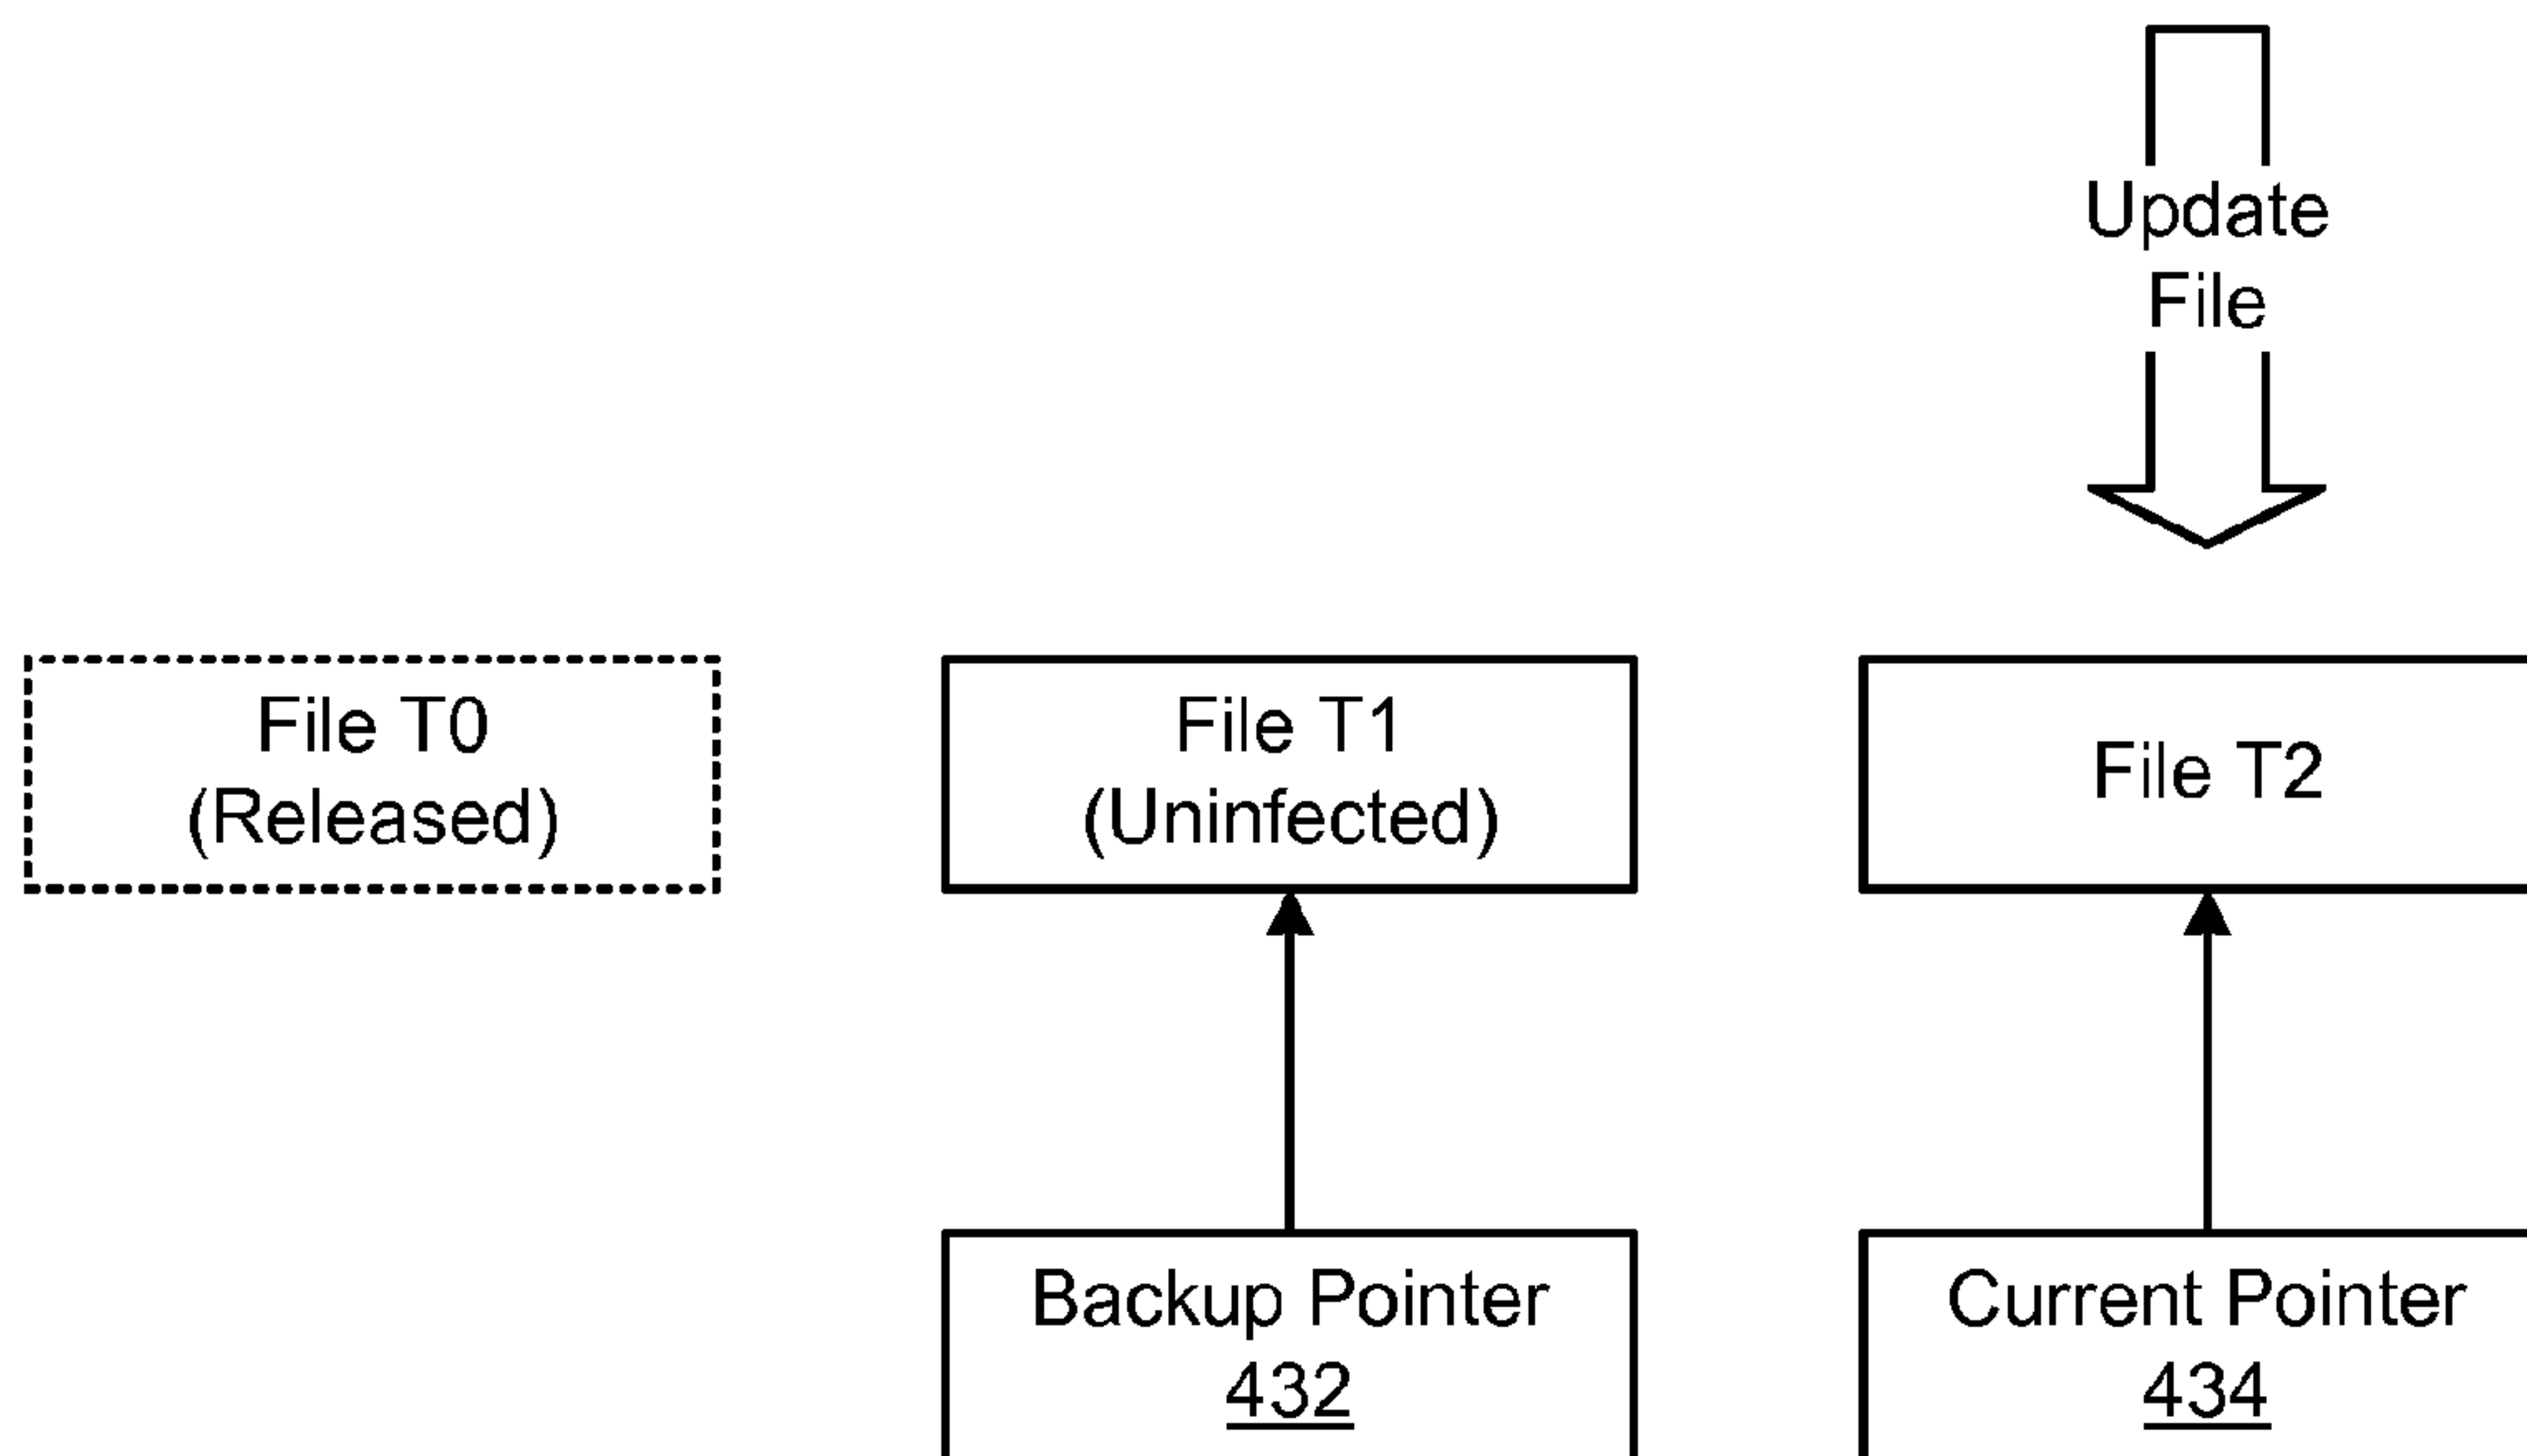 Update
File
File T0
(Released)
File T1
(Uninfected)
File T2
Backup Pointer
432
Current Pointer
434